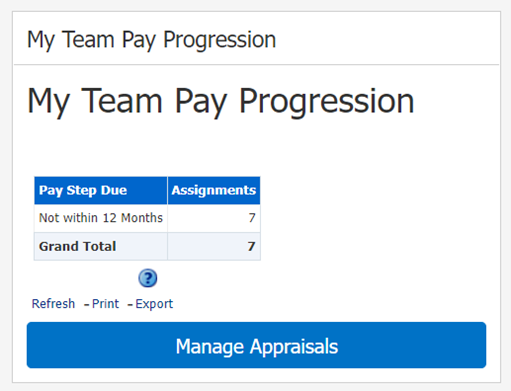 My Team Pay Progression
My Team Pay Progression
Pay Step Due Assignments
Not within 12 Months 7
Grand Total 7
?
Refresh - Print - Export
Manage Appraisals